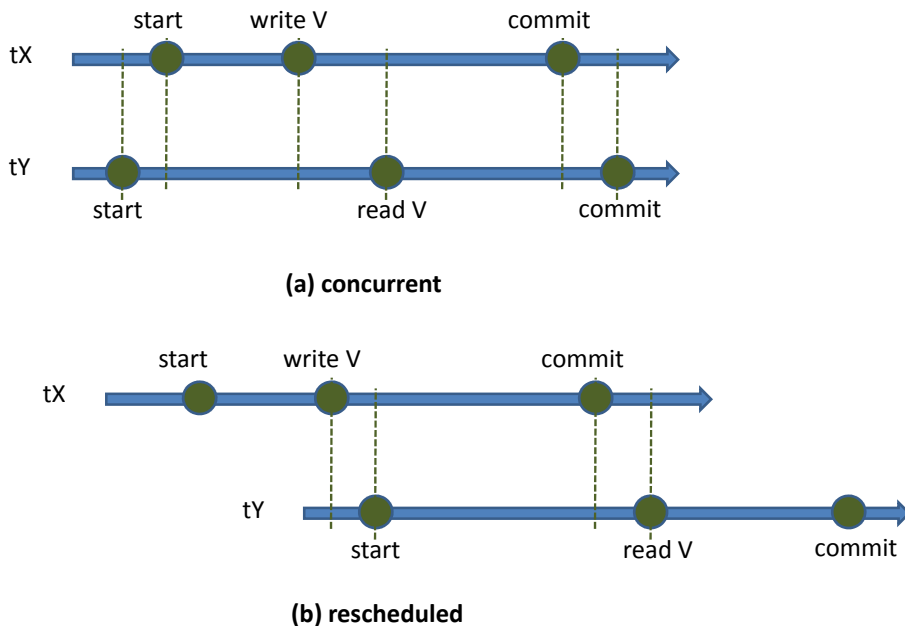 start write V commit
tX
tY
start read V commit
(a) concurrent
start write V commit
tX
tY
start read V commit
(b) rescheduled